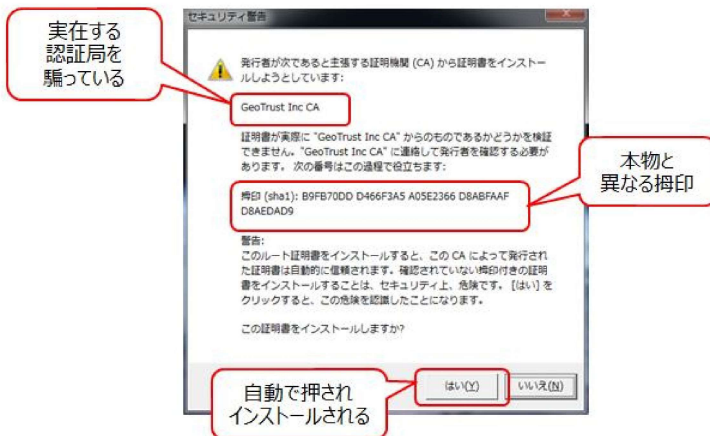 セキュリティ警告
実在する
認証局を
騙っている
発行者が次であると主張する証明機関 (CA) から証明書をインストー
ルしようとしています:
GeoTrust Inc CA
証明書が実際に "GeoTrust Inc CA" からのものであるかどうかを検証
できません。"GeoTrust Inc CA" に連絡して発行者を確認する必要が
あります。 次の番号はこの過程で役立ちます:
本物と
異なる拇印
拇印 (sha1): B9FB70DD D466F3A5 A05E2366 D8ABFAAF
D8AEDAD9
警告:
このルート証明書をインストールすると、この CA によって発行され
た証明書は自動的に信頼されます。確認されていない拇印付きの証明
書をインストールすることは、セキュリティ上、危険です。 [はい] を
クリックすると、この危険を認識したことになります。
この証明書をインストールしますか?
はい(Y)
いいえ(N)
自動で押され
インストールされる